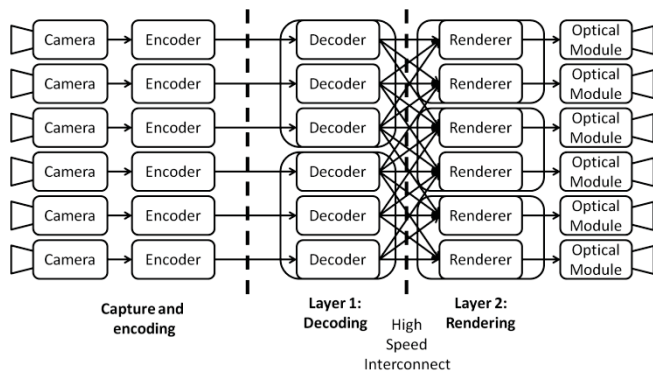 Camera Encoder Decoder Renderer Optical
Module
Camera Encoder Decoder Renderer Optical
Module
Camera Encoder Decoder Renderer Optical
Module
Camera Encoder Decoder Renderer Optical
Module
Camera Encoder Decoder Renderer Optical
Module
Camera Encoder Decoder Renderer Optical
Module
Capture and
encoding
Layer 1:
Decoding
High
Speed
Interconnect
Layer 2:
Rendering